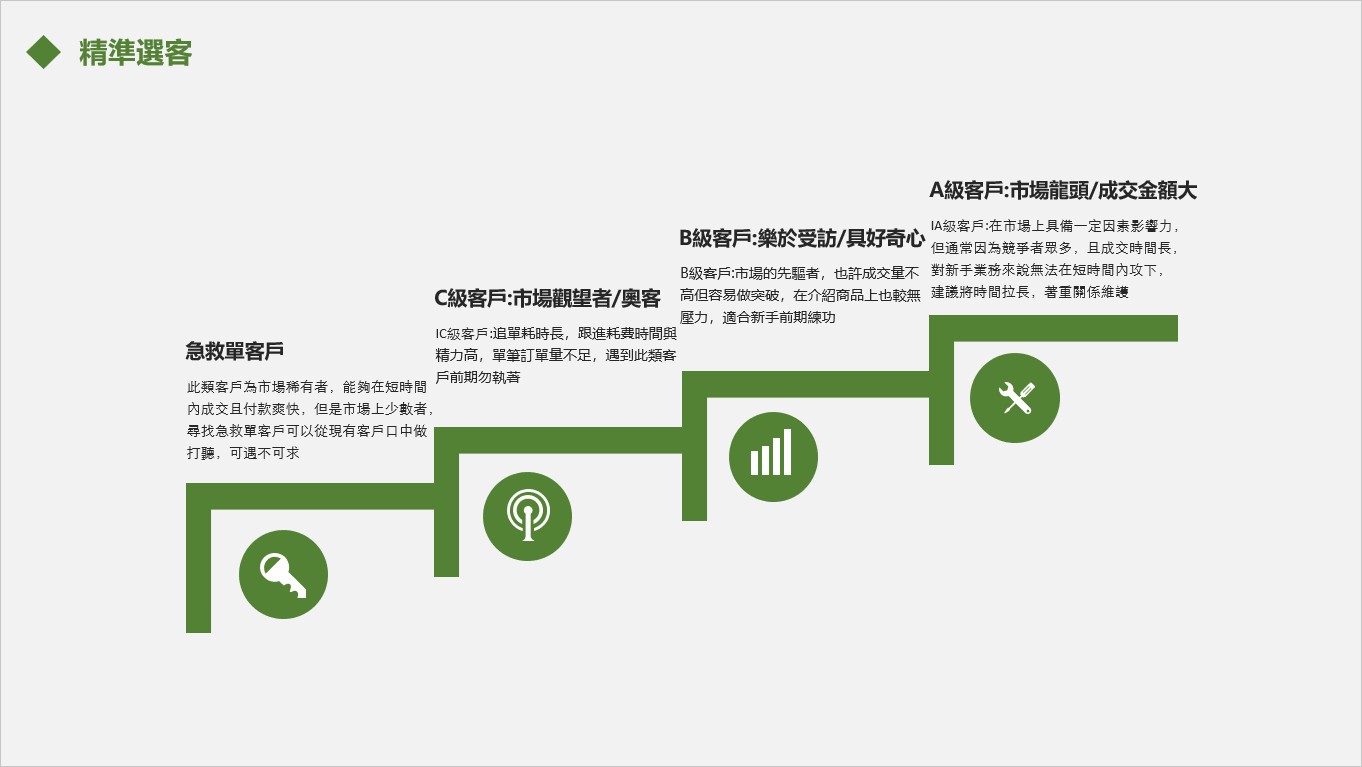 精準選客
急救單客戶
此類客戶為市場稀有者，能夠在短時間
內成交且付款爽快，但是市場上少數者，
尋找急救單客戶可以從現有客戶口中做
打聽，可遇不可求
C級客戶:市場觀望者/奧客
IC級客戶:追單耗時長，跟進耗費時間與
精力高，單筆訂單量不足，遇到此類客
戶前期勿執著
B級客戶:樂於受訪/具好奇心
B級客戶:市場的先驅者，也許成交量不
高但容易做突破，在介紹商品上也較無
壓力，適合新手前期練功
A級客戶:市場龍頭/成交金額大
IA級客戶:在市場上具備一定因素影響力，
但通常因為競爭者眾多，且成交時間長，
對新手業務來說無法在短時間內攻下，
建議將時間拉長，著重關係維護